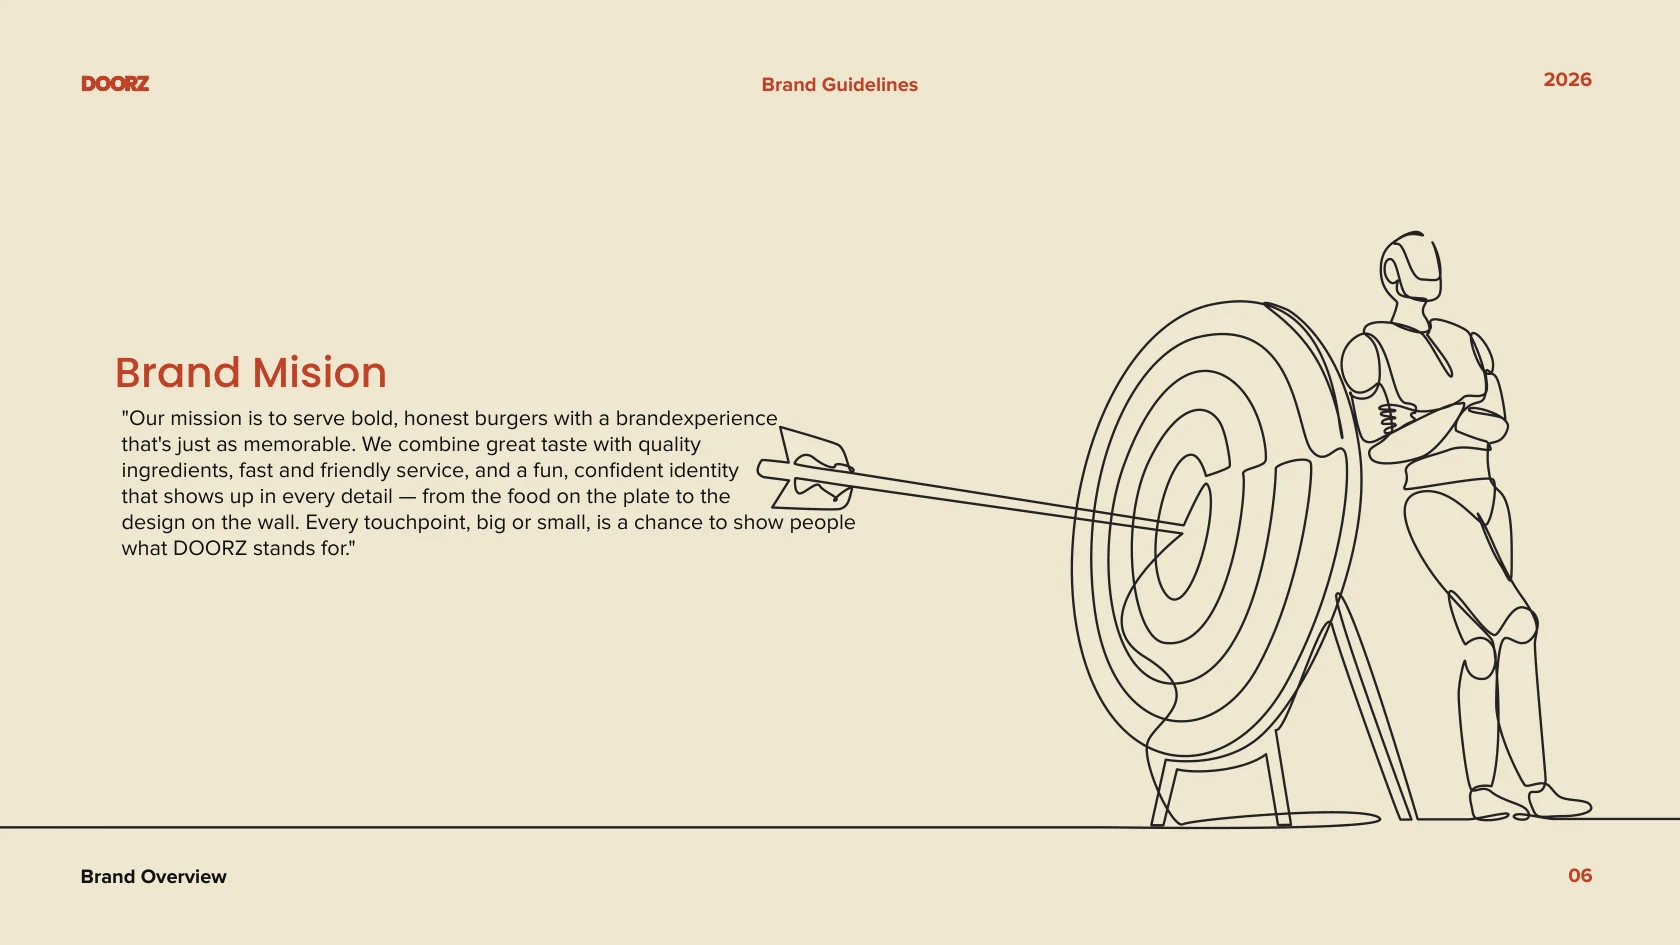 DOORZ
Brand Guidelines
2026
Brand Mision
"Our mission is to serve bold, honest burgers with a brandexperience
that's just as memorable. We combine great taste with quality
ingredients, fast and friendly service, and a fun, confident identity
that shows up in every detail — from the food on the plate to the
design on the wall. Every touchpoint, big or small, is a chance to show people
what DOORZ stands for."
Brand Overview
06